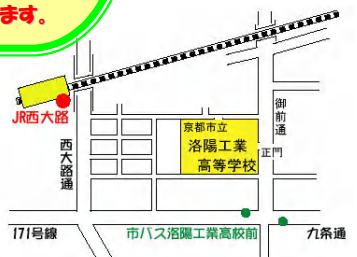 ます。
JR西大路
西大路通
御前通
京都市立
洛陽工業
高等学校
正門
171号線
市バス洛陽工業高校前
九条通